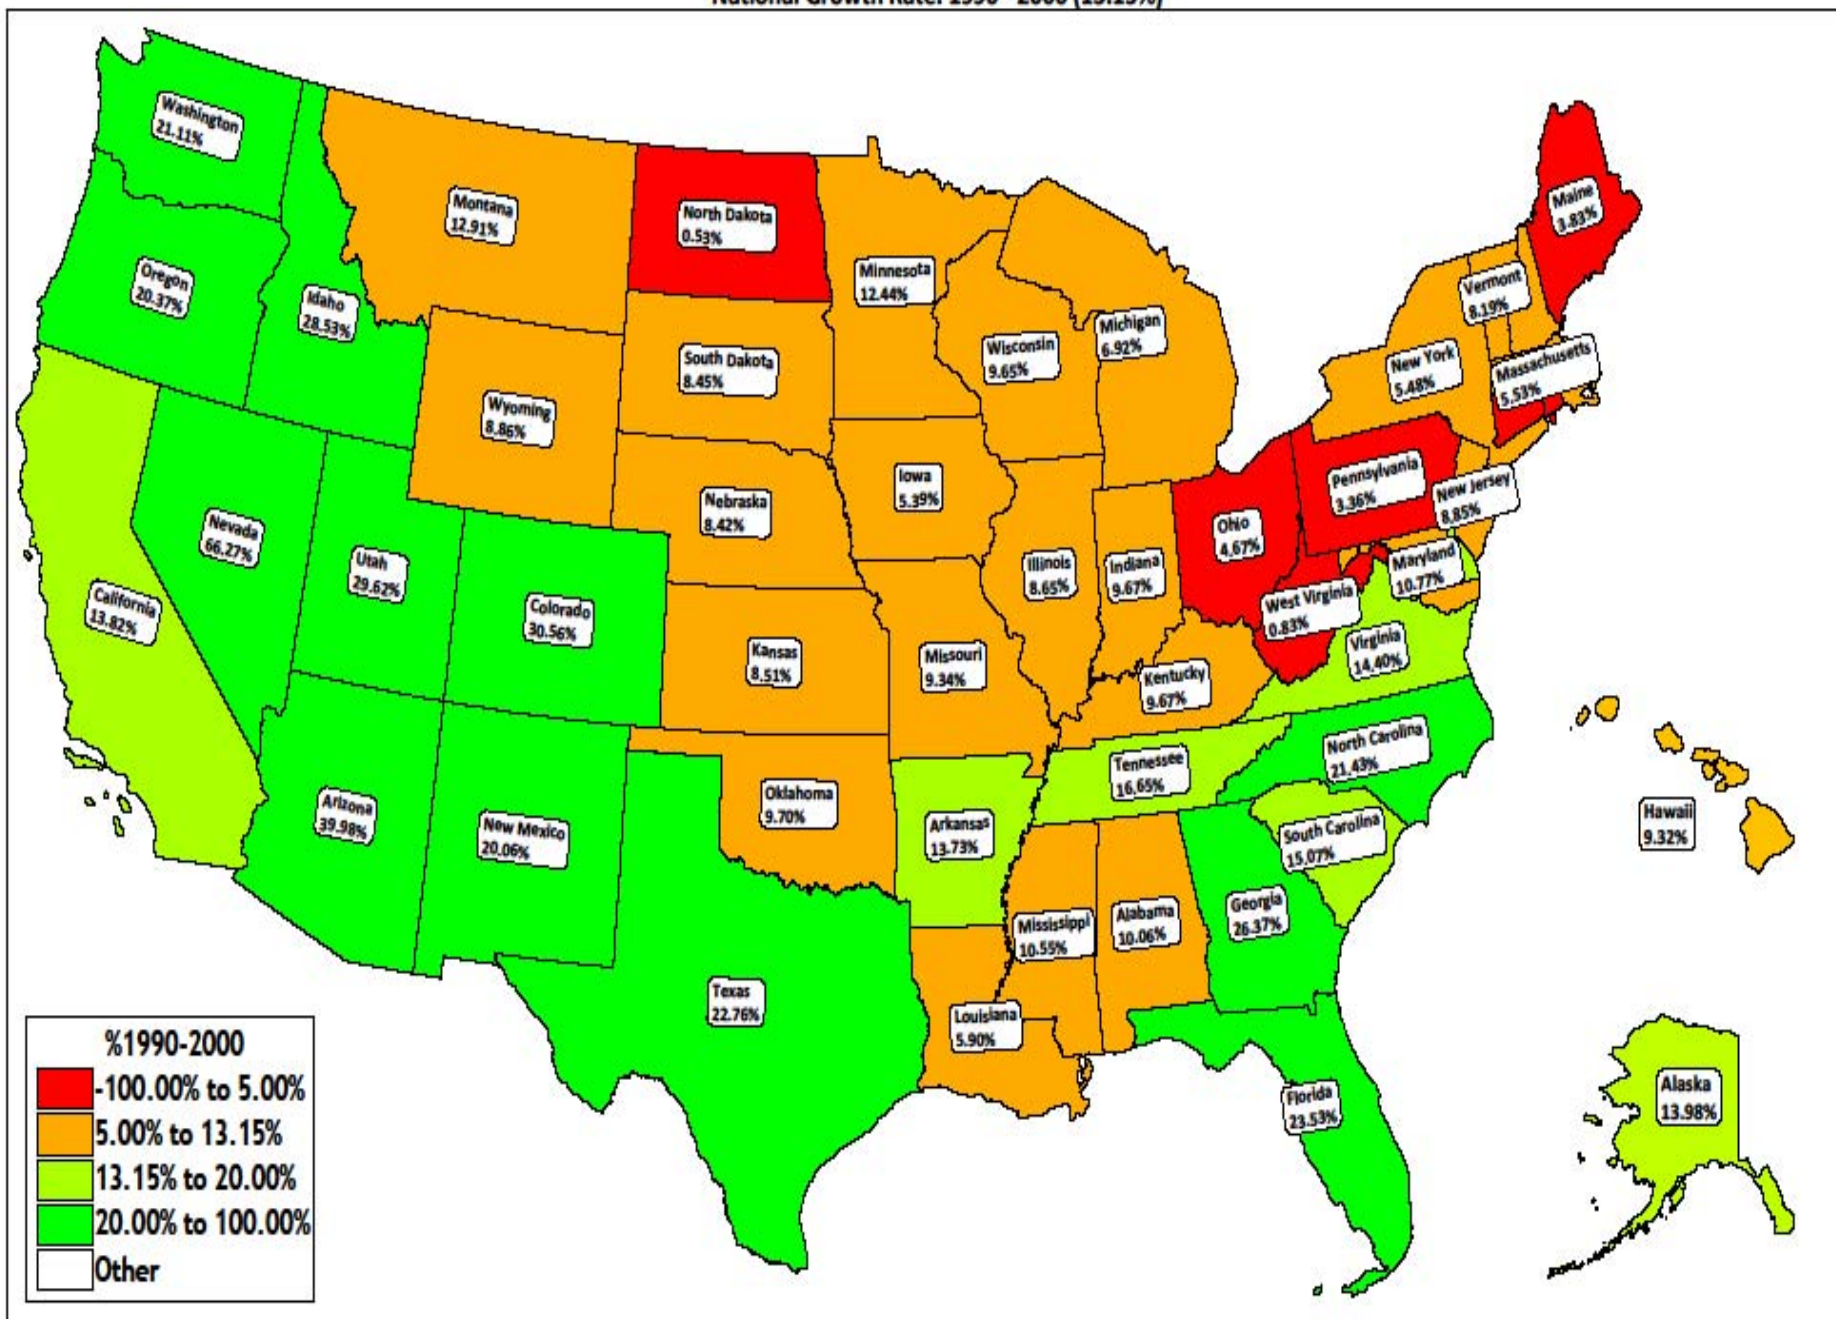 National Growth Rate: 1990 - 2000 (13.15%)
Washington
21.11%
Montana
12.91%
North Dakota
0.53%
Minnesota
12.44%
Maine
3.83%
Oregon
20.37%
Idaho
28.53%
Wyoming
8.86%
South Dakota
8.45%
Wisconsin
9.65%
Michigan
6.92%
Vermont
8.19%
New York
5.48%
Massachusetts
5.53%
Nevada
66.27%
Utah
29.62%
Colorado
30.56%
Nebraska
8.42%
Iowa
5.39%
Illinois
8.65%
Indiana
9.67%
Ohio
4.67%
Pennsylvania
3.36%
New Jersey
8.85%
Maryland
10.77%
California
13.82%
Kansas
8.51%
Missouri
9.34%
Kentucky
9.67%
West Virginia
0.83%
Virginia
14.40%
Arizona
39.98%
New Mexico
20.06%
Oklahoma
9.70%
Arkansas
13.73%
Tennessee
16.65%
North Carolina
21.43%
South Carolina
15.07%
Hawaii
9.32%
Texas
22.76%
Louisiana
5.90%
Mississippi
10.55%
Alabama
10.06%
Georgia
26.37%
Florida
23.53%
Alaska
13.98%
%1990-2000
-100.00% to 5.00%
5.00% to 13.15%
13.15% to 20.00%
20.00% to 100.00%
Other